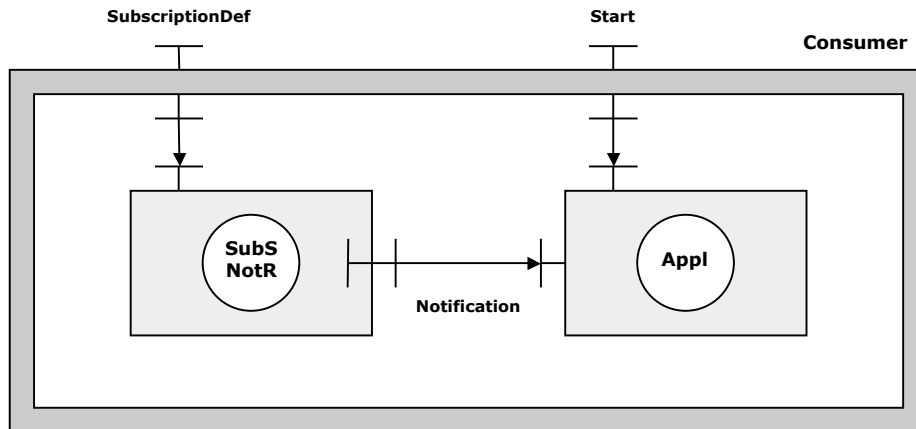 SubscriptionDef
Start
Consumer
SubS
NotR
Appl
Notification